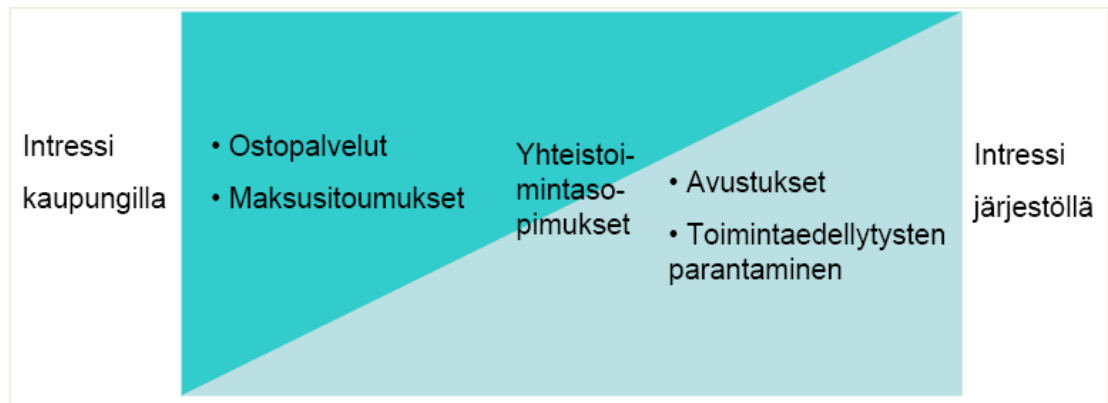 Intressi
kaupungilla
• Ostopalvelut
• Maksusitoumukset
Yhteistoi-
mintaso-
pimukset
• Avustukset
• Toimintaedellytysten
parantaminen
Intressi
järjestöllä